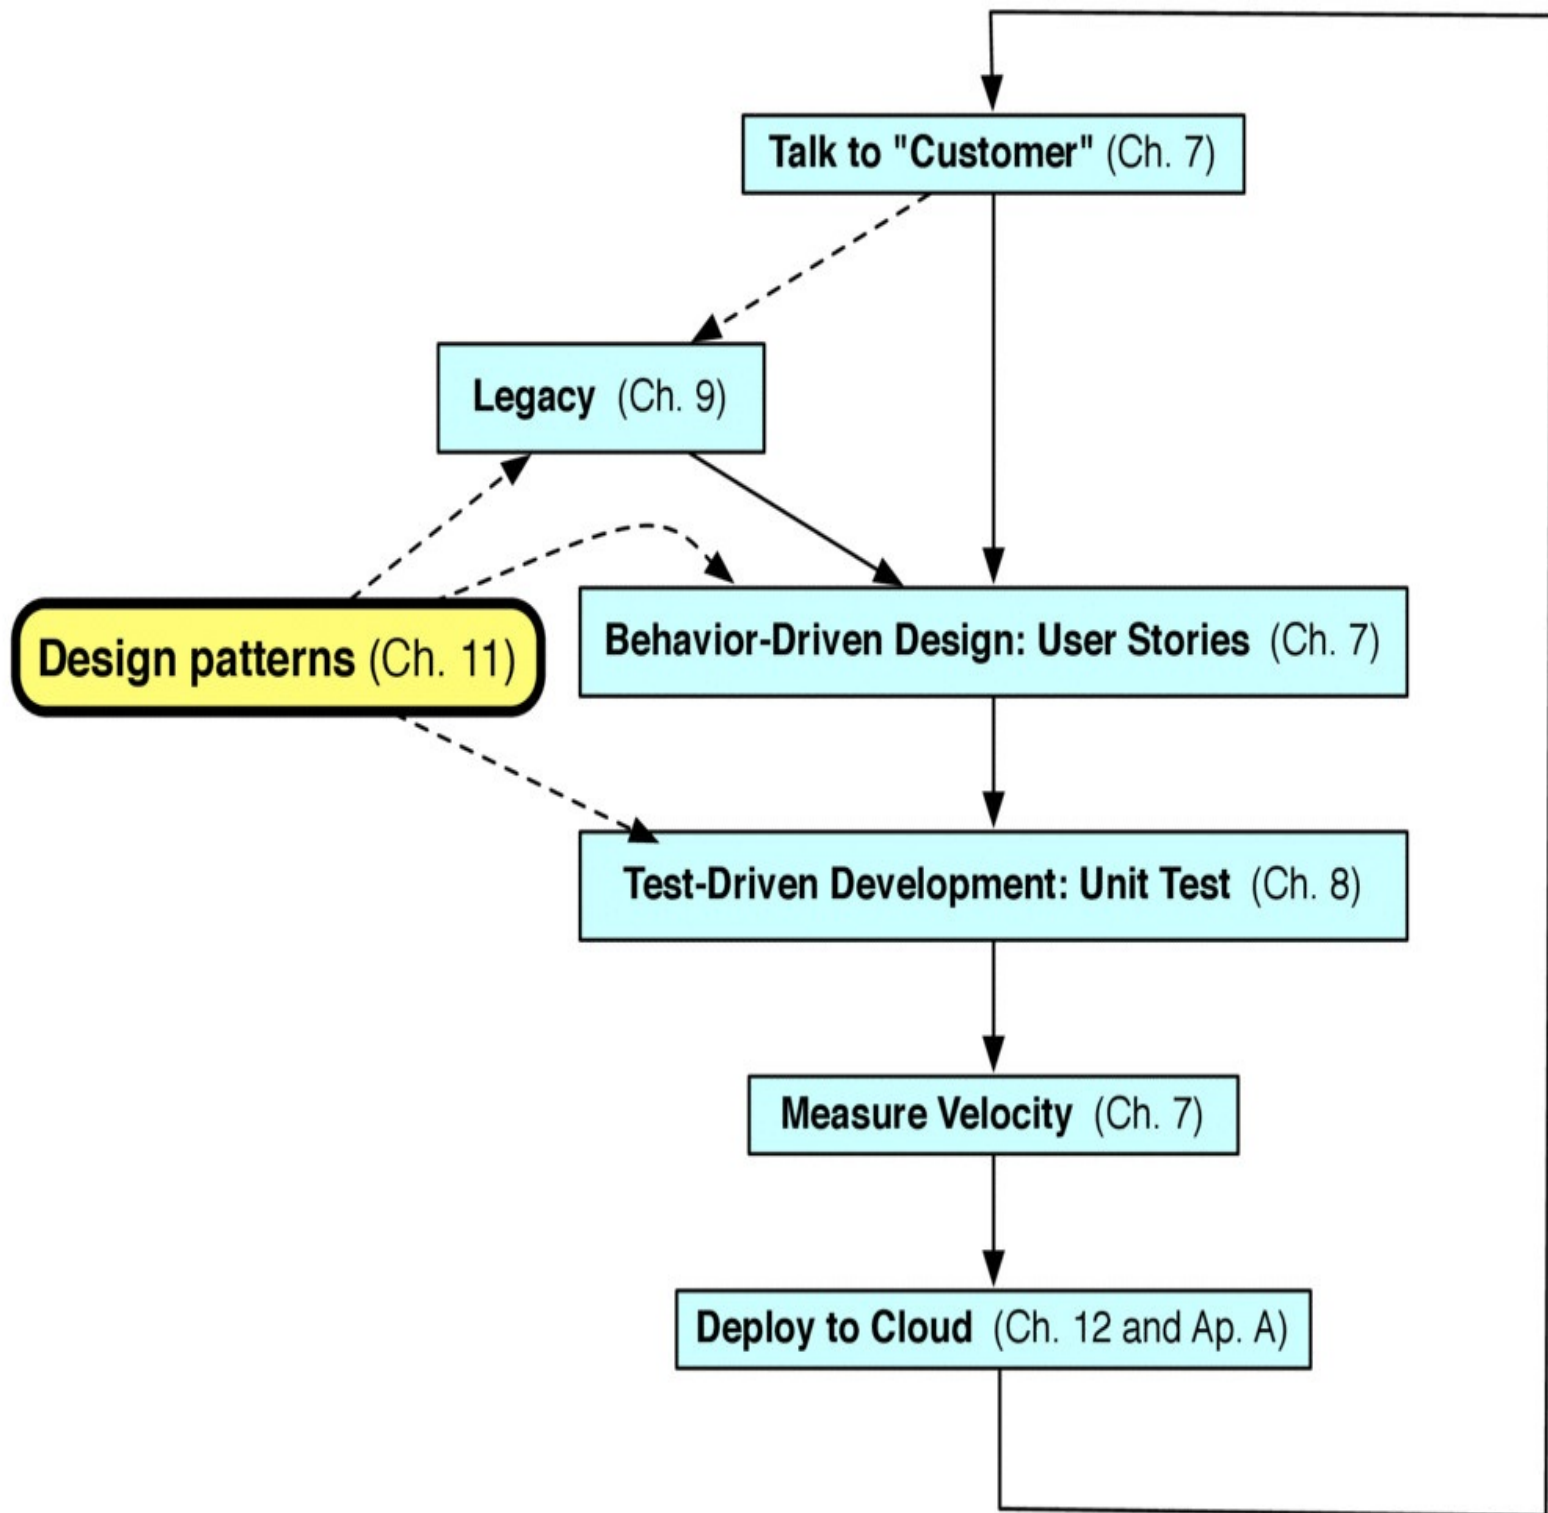 Talk to "Customer" (Ch. 7)
Legacy (Ch. 9)
Behavior-Driven Design: User Stories (Ch. 7)
Design patterns (Ch. 11)
Test-Driven Development: Unit Test (Ch. 8)
Measure Velocity (Ch. 7)
Deploy to Cloud (Ch. 12 and Ap. A)